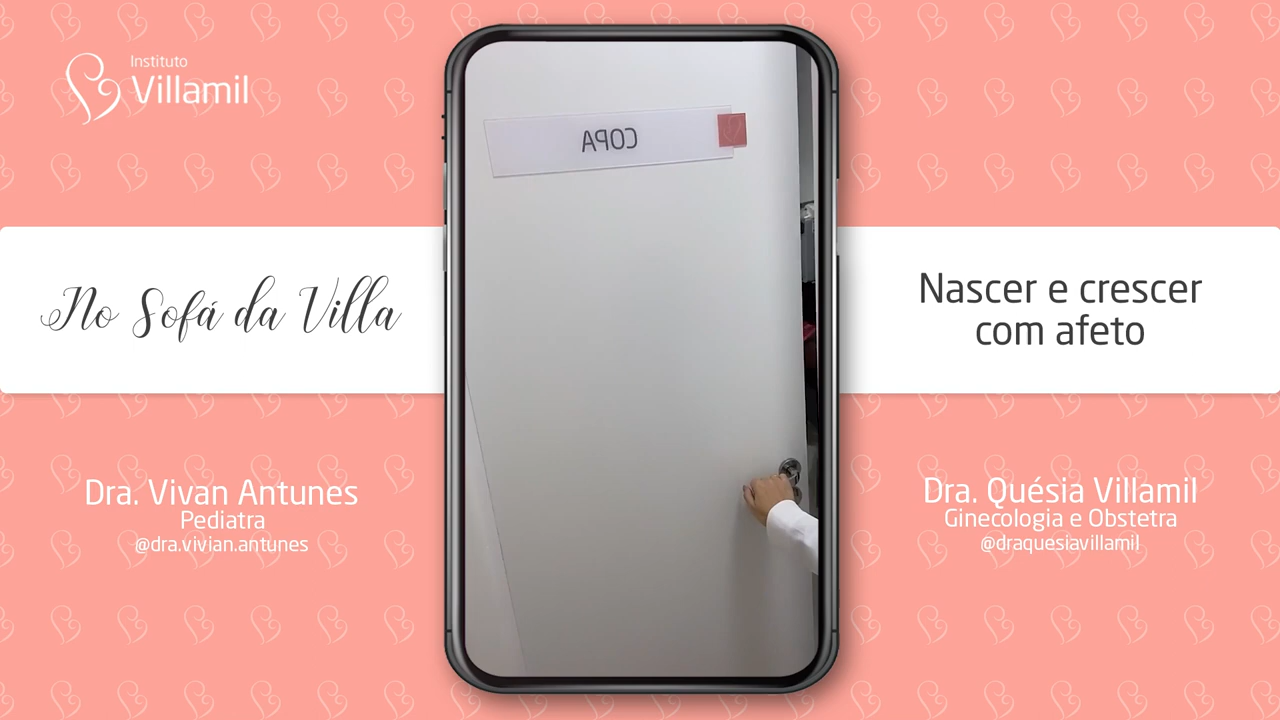 Instituto
Villamil
COPA
No Sofá da Villa
Nascer e crescer
com afeto
Dra. Vivan Antunes
Pediatra
@dra.vivian.antunes
Dra. Quésia Villamil
Ginecologia e Obstetra
@draquesiavillamil